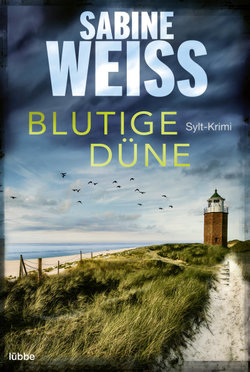 SABINE
WEISS
BLUTIGE
Sylt-Krimi
DÜNE
lübbe